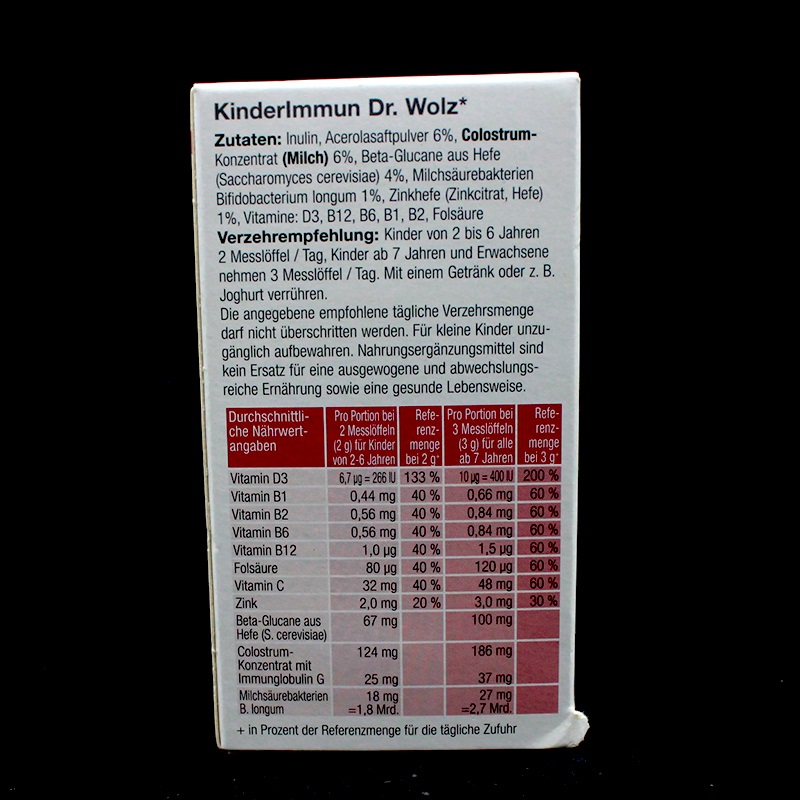 KinderImmun Dr. Wolz*
Zutaten: Inulin, Acerolasaftpulver 6%, Colostrum-
Konzentrat (Milch) 6%, Beta-Glucane aus Hefe
(Saccharomyces cerevisiae) 4%, Milchsäurebakterien
Bifidobacterium longum 1%, Zinkhefe (Zinkcitrat, Hefe)
1%, Vitamine: D3, B12, B6, B1, B2, Folsäure
Verzehrempfehlung: Kinder von 2 bis 6 Jahren
2 Messlöffel / Tag, Kinder ab 7 Jahren und Erwachsene
nehmen 3 Messlöffel / Tag. Mit einem Getränk oder z. B.
Joghurt verrühren.
Die angegebene empfohlene tägliche Verzehrsmenge
darf nicht überschritten werden. Für kleine Kinder unzu-
gänglich aufbewahren. Nahrungsergänzungsmittel sind
kein Ersatz für eine ausgewogene und abwechslungs-
reiche Ernährung sowie eine gesunde Lebensweise.
Durchschnittli- Pro Portion bei Refe- Pro Portion bei Refe-
che Nährwert- 2 Messlöffeln renz- 3 Messlöffeln renz-
angaben (2 g) für Kinder menge (3 g) für alle menge
von 2-6 Jahren bei 2 g+ ab 7 Jahren bei 3 g+
Vitamin D3 6,7 µg = 266 IU 133 % 10 µg = 400 IU 200 %
Vitamin B1 0,44 mg 40 % 0,66 mg 60 %
Vitamin B2 0,56 mg 40 % 0,84 mg 60 %
Vitamin B6 0,56 mg 40 % 0,84 mg 60 %
Vitamin B12 1,0 µg 40 % 1,5 µg 60 %
Folsäure 80 µg 40 % 120 µg 60 %
Vitamin C 32 mg 40 % 48 mg 60 %
Zink 2,0 mg 20 % 3,0 mg 30 %
Beta-Glucane aus 67 mg 100 mg
Hefe (S. cerevisiae)
Colostrum- 124 mg 186 mg
Konzentrat mit
Immunglobulin G 25 mg 37 mg
Milchsäurebakterien 18 mg 27 mg
B. longum =1,8 Mrd. =2,7 Mrd.
+ in Prozent der Referenzmenge für die tägliche Zufuhr